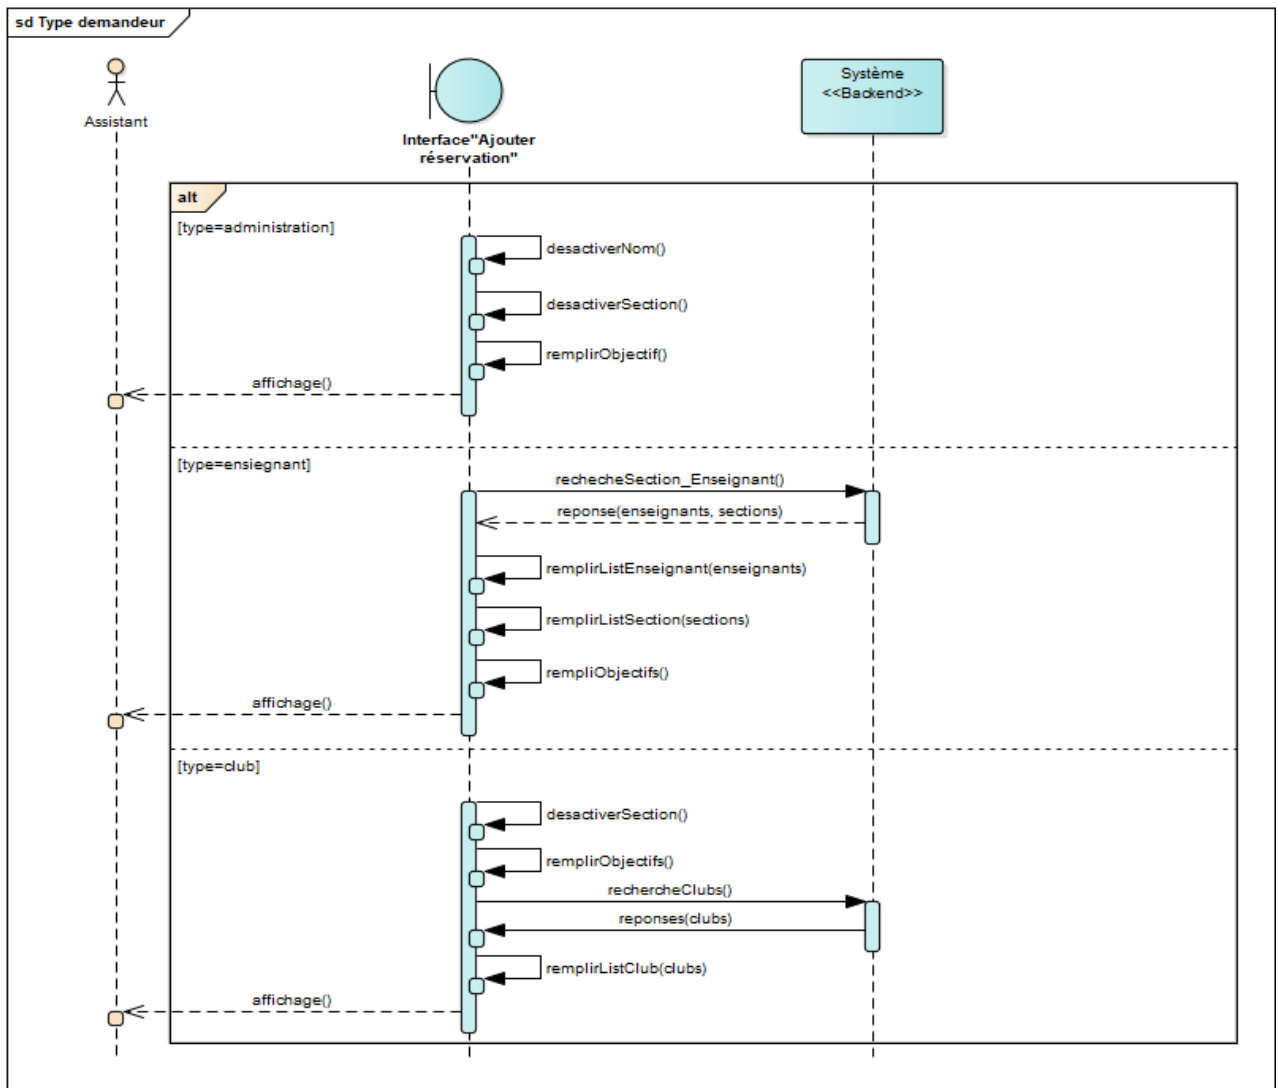 sd Type demandeur
Assistant
Interface"Ajouter
réservation"
Système
<<Backend>>
alt
[type=administration]
desactiverNom()
desactiverSection()
remplirObjectif()
affichage()
[type=ensiegnant]
rechecheSection_Enseignant()
reponse(enseignants, sections)
remplirListEnseignant(enseignants)
remplirListSection(sections)
rempliObjectifs()
affichage()
[type=club]
desactiverSection()
remplirObjectifs()
rechercheClubs()
reponses(clubs)
remplirListClub(clubs)
affichage()